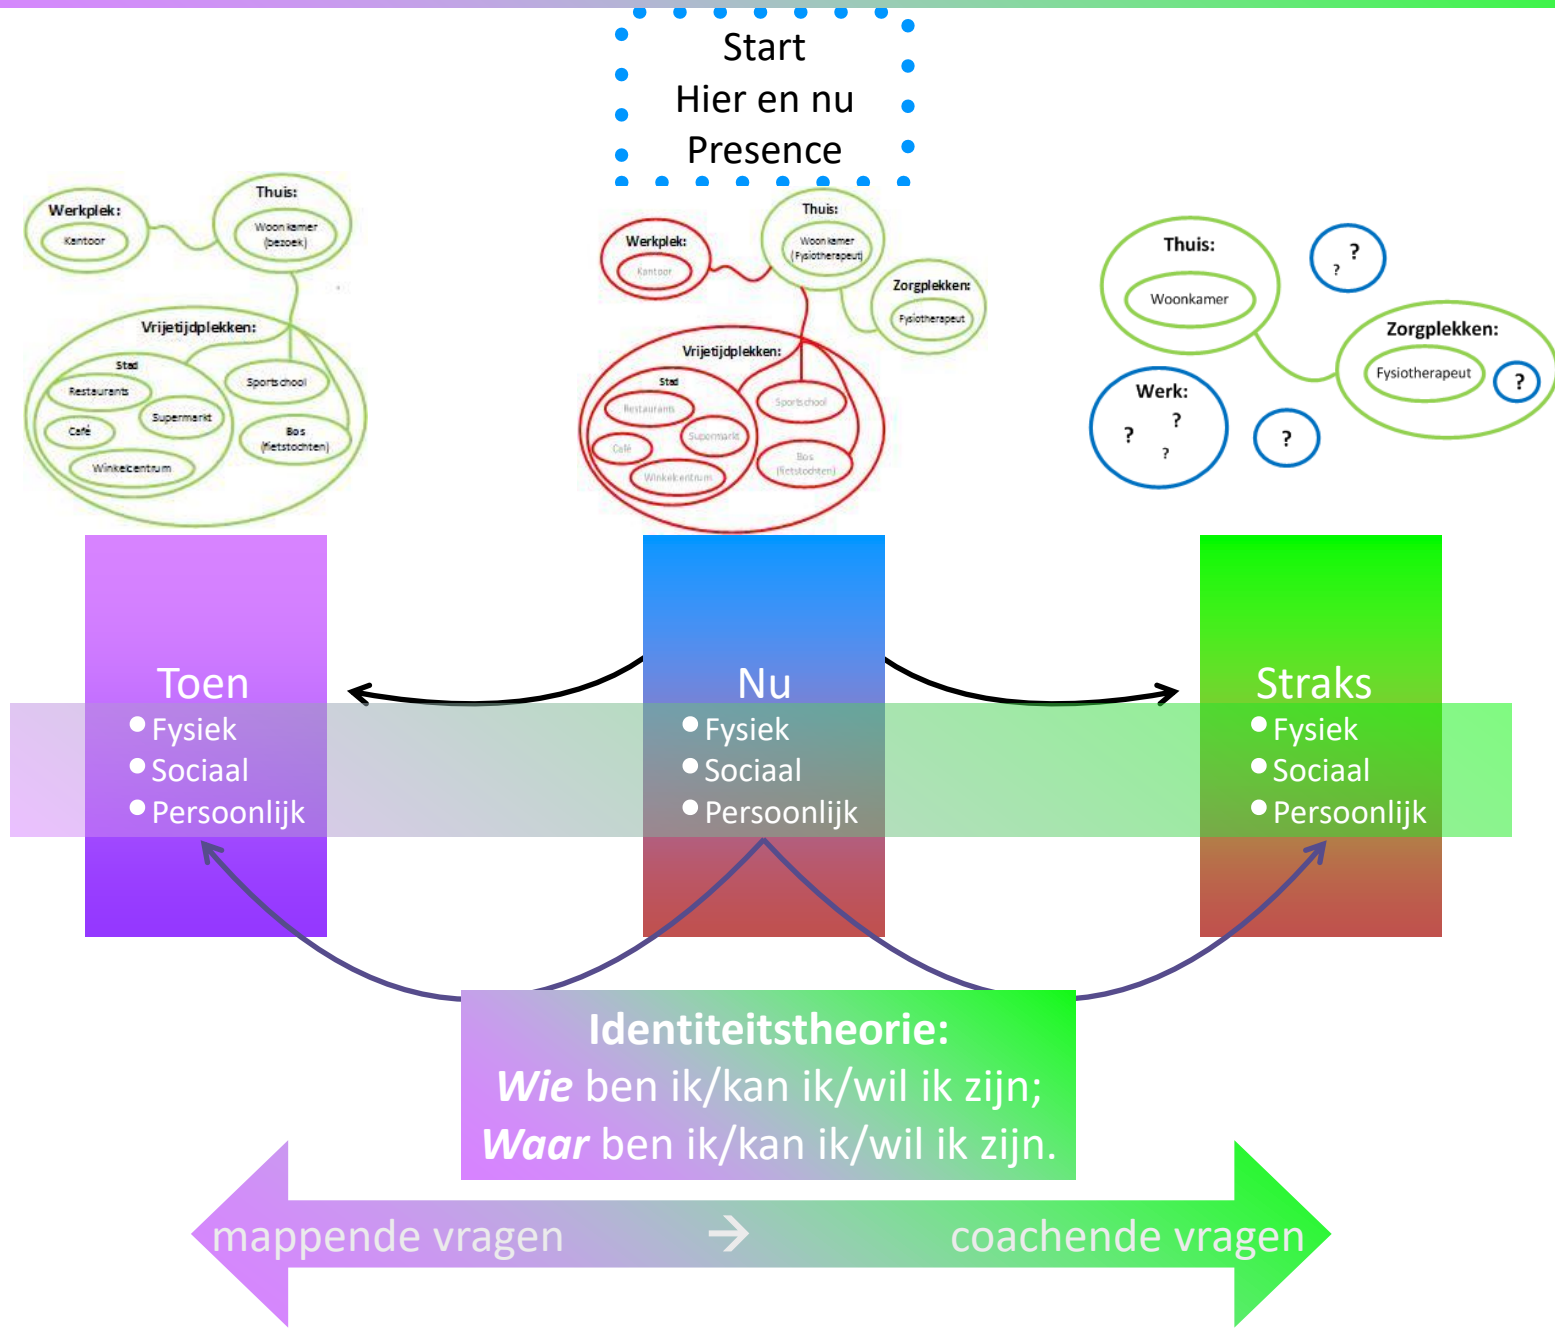 Start
Hier en nu
Presence
Werkplek:
Kantoor
Thuis:
Woonkamer
(bezoek)
Vrijetijdplekken:
Stad
Restaurants
Supermarkt
Café
Winkelcentrum
Sportschool
Bos
(fietstochten)
Werkplek:
Kantoor
Thuis:
Woonkamer
(Fysiotherapeut)
Zorgplekken:
Fysiotherapeut
Vrijetijdplekken:
Stad
Restaurants
Supermarkt
Café
Winkelcentrum
Sportschool
Bos
(fietstochten)
Thuis:
Woonkamer
?
?
Zorgplekken:
Fysiotherapeut
?
Werk:
?
?
?
?
Toen
• Fysiek
• Sociaal
• Persoonlijk
Nu
• Fysiek
• Sociaal
• Persoonlijk
Straks
• Fysiek
• Sociaal
• Persoonlijk
Identiteitstheorie:
Wie ben ik/kan ik/wil ik zijn;
Waar ben ik/kan ik/wil ik zijn.
mappende vragen → coachende vragen